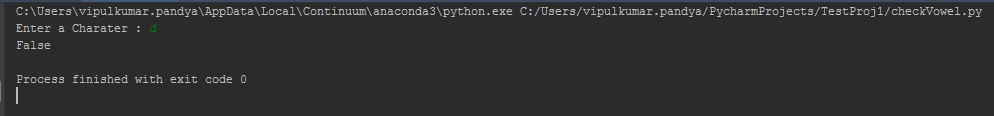 C:\Users\vipulkumar.pandya\AppData\Local\Continuum\anaconda3\python.exe C:/Users/vipulkumar.pandya/PycharmProjects/TestProj1/checkVowel.py
Enter a Charater : d
False
Process finished with exit code 0